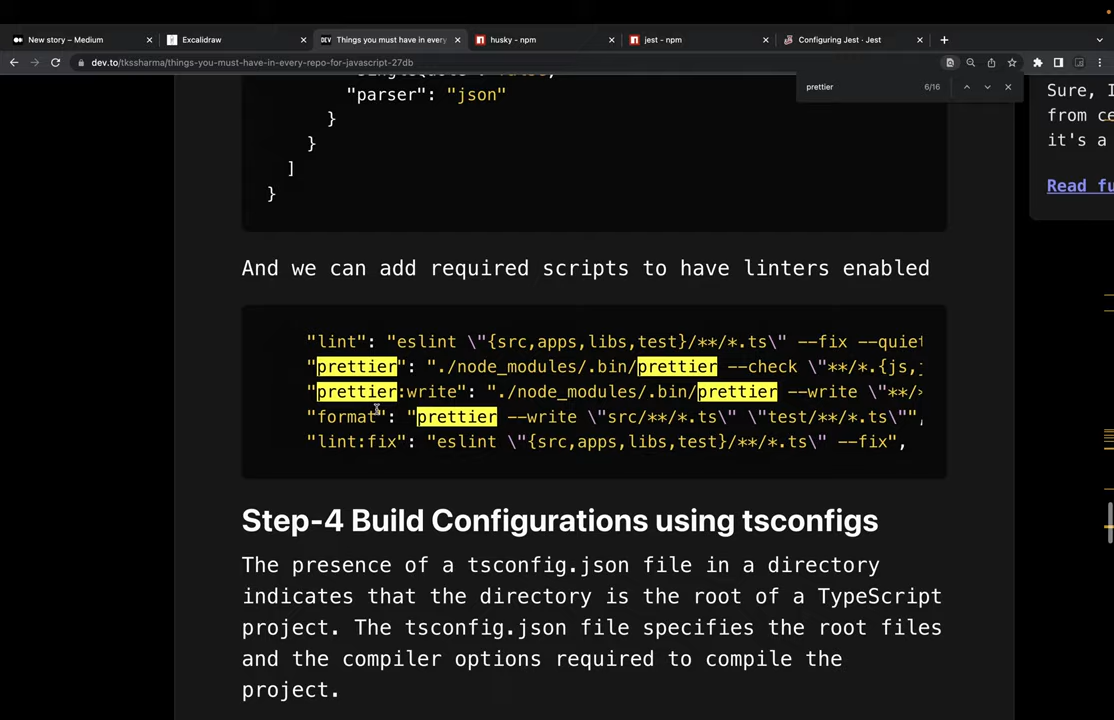 New story – Medium
Excalidraw
Things you must have in every
husky - npm
jest - npm
Configuring Jest · Jest
dev.to/tkssharma/things-you-must-have-in-every-repo-for-javascript-27db
prettier
6/16
"parser": "json"
}
}
]
}
Sure, I
from ce
it's a
Read fu
And we can add required scripts to have linters enabled
"lint": "eslint \"{src,apps,libs,test}/**/*.ts\" --fix --quiet
"prettier": "./node_modules/.bin/prettier --check \"**/*.{js,
"prettier:write": "./node_modules/.bin/prettier --write \"**/
"format": "prettier --write \"src/**/*.ts\" \"test/**/*.ts\"",
"lint:fix": "eslint \"{src,apps,libs,test}/**/*.ts\" --fix",
Step-4 Build Configurations using tsconfigs
The presence of a tsconfig.json file in a directory
indicates that the directory is the root of a TypeScript
project. The tsconfig.json file specifies the root files
and the compiler options required to compile the
project.